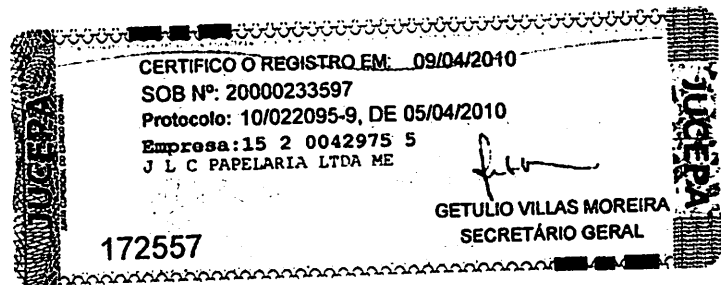 JUCEPA
CERTIFICO O REGISTRO EM: 09/04/2010
SOB Nº: 20000233597
Protocolo: 10/022095-9, DE 05/04/2010
Empresa:15 2 0042975 5
J L C PAPELARIA LTDA ME
GETULIO VILLAS MOREIRA
SECRETÁRIO GERAL
172557
JUCEPA